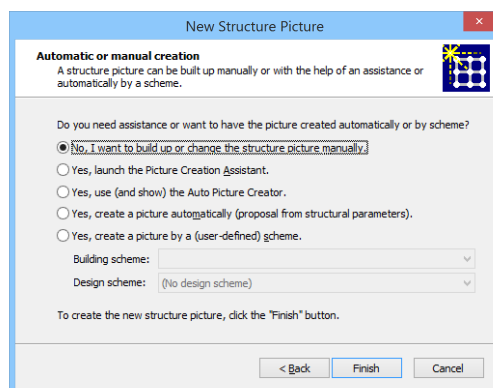 New Structure Picture
Automatic or manual creation
A structure picture can be built up manually or with the help of an assistance or
automatically by a scheme.
Do you need assistance or want to have the picture created automatically or by scheme?
No, I want to build up or change the structure picture manually.
Yes, launch the Picture Creation Assistant.
Yes, use (and show) the Auto Picture Creator.
Yes, create a picture automatically (proposal from structural parameters).
Yes, create a picture by a (user-defined) scheme.
Building scheme:
Design scheme: (No design scheme)
To create the new structure picture, click the "Finish" button.
< Back Finish Cancel